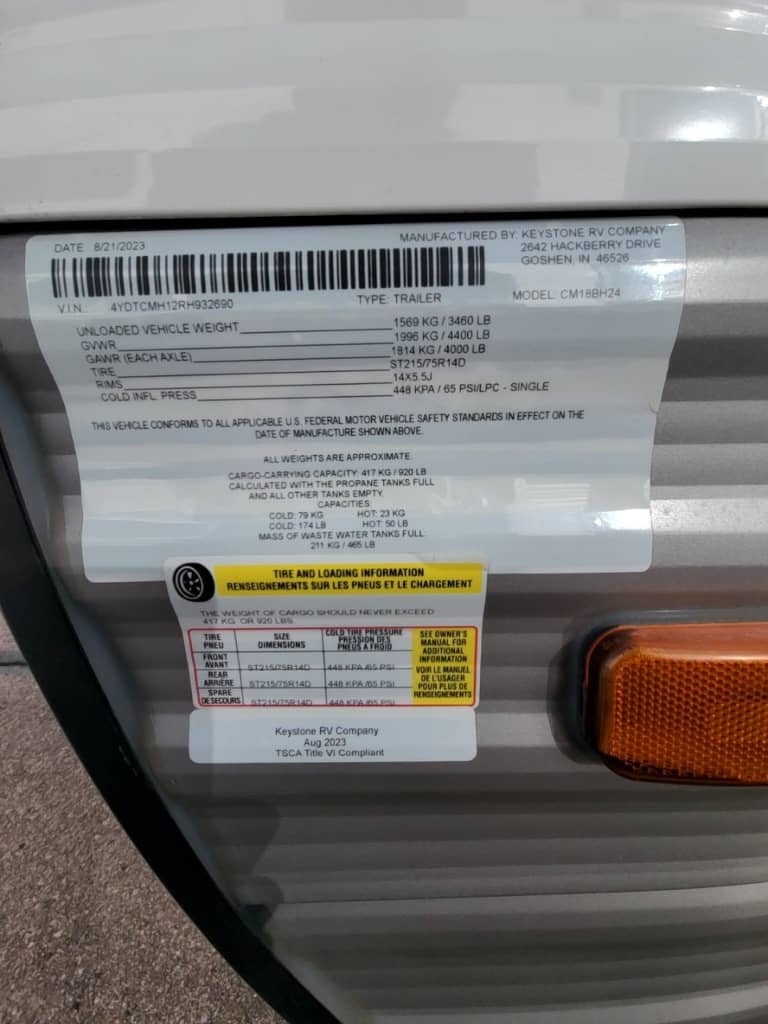 DATE 8/21/2023
MANUFACTURED BY: KEYSTONE RV COMPANY
2642 HACKBERRY DRIVE
GOSHEN, IN 46526
V.I.N.: 4YDTCMH12RH932690 TYPE: TRAILER MODEL: CM18BH24
UNLOADED VEHICLE WEIGHT 1569 KG / 3460 LB
GVWR 1996 KG / 4400 LB
GAWR (EACH AXLE) 1814 KG / 4000 LB
TIRE ST215/75R14D
RIMS 14X5.5J
COLD INFL. PRESS 448 KPA / 65 PSI/LPC - SINGLE
THIS VEHICLE CONFORMS TO ALL APPLICABLE U.S. FEDERAL MOTOR VEHICLE SAFETY STANDARDS IN EFFECT ON THE
DATE OF MANUFACTURE SHOWN ABOVE.
ALL WEIGHTS ARE APPROXIMATE.
CARGO-CARRYING CAPACITY: 417 KG / 920 LB
CALCULATED WITH THE PROPANE TANKS FULL
AND ALL OTHER TANKS EMPTY.
CAPACITIES:
COLD: 79 KG HOT: 23 KG
COLD: 174 LB HOT: 50 LB
MASS OF WASTE WATER TANKS FULL:
211 KG / 465 LB
TIRE AND LOADING INFORMATION
RENSEIGNEMENTS SUR LES PNEUS ET LE CHARGEMENT
THE WEIGHT OF CARGO SHOULD NEVER EXCEED
417 KG OR 920 LBS.
TIRE
PNEU
SIZE
DIMENSIONS
COLD TIRE PRESSURE
PRESSION DES
PNEUS A FROID
SEE OWNER'S
MANUAL FOR
ADDITIONAL
INFORMATION
VOIR LE MANUEL
DE L'USAGER
POUR PLUS DE
RENSEIGNEMENTS
FRONT
AVANT
ST215/75R14D
448 KPA /65 PSI
REAR
ARRIÈRE
ST215/75R14D
448 KPA /65 PSI
SPARE
DE SECOURS
ST215/75R14D
448 KPA /65 PSI
Keystone RV Company
Aug 2023
TSCA Title VI Compliant